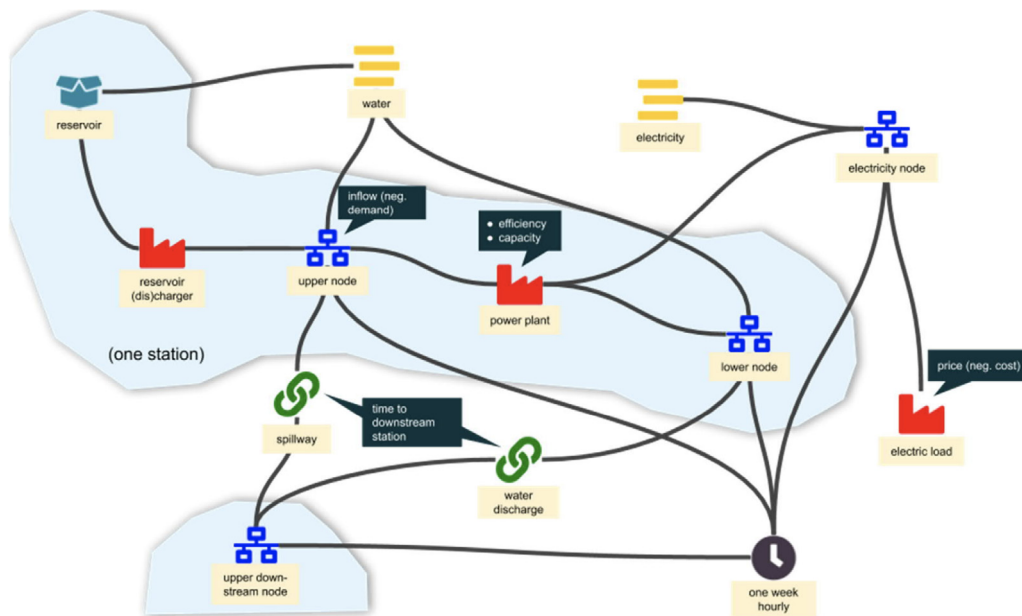 reservoir
water
electricity
electricity node
inflow (neg.
demand)
• efficiency
• capacity
reservoir
(dis)charger
upper node
power plant
(one station)
lower node
price (neg. cost)
time to
downstream
station
spillway
electric load
water
discharge
upper down-
stream node
one week
hourly